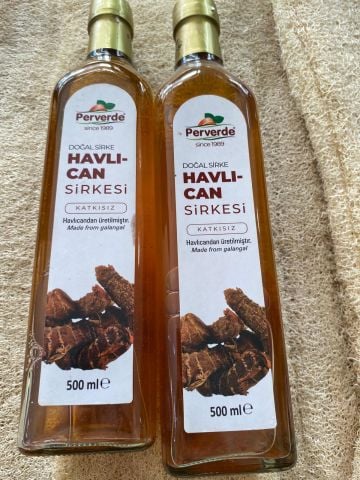 Perverde
since 1989
DOĞAL SİRKE
HAVLI-
CAN
SİRKESİ
KATKISIZ
Havlıcandan üretilmiştir.
Made from galangal
500 ml e
Perverde
since 1989
DOĞAL SİRKE
HAVLI-
CAN
SİRKESİ
KATKISIZ
Havlıcandan üretilmiştir.
Made from galangal
500 ml e